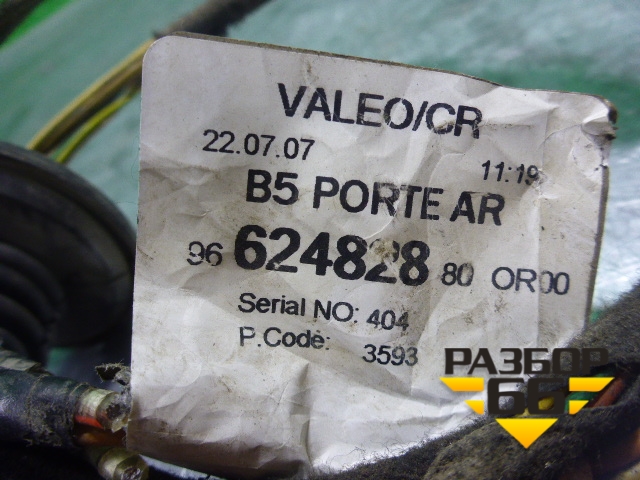 VALEO/CR
22.07.07 11:19
B5 PORTE AR
96 624828 80 OR00
Serial NO: 404
P.Code: 3593
РАЗБОР
66